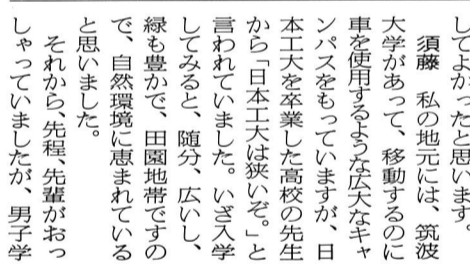 してよかったと思います。
　須藤　私の地元には、筑波
大学があって、移動するのに
車を使用するような広大なキャ
ンパスをもっていますが、日
本工大を卒業した高校の先生
から「日本工大は狭いぞ。」と
言われていました。いざ入学
してみると、随分、広いし、
緑も豊かで、田園地帯ですの
で、自然環境に恵まれている
と思いました。
　それから、先程、先輩がおっ
しゃっていましたが、男子学